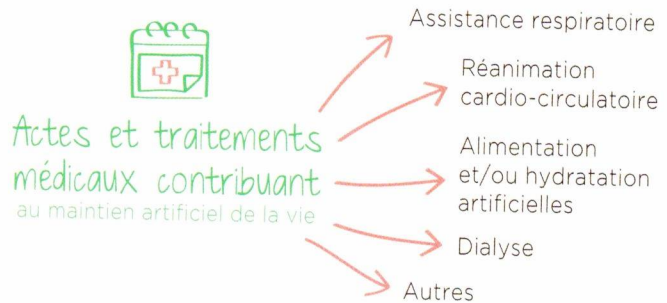 Actes et traitements
médicaux contribuant
au maintien artificiel de la vie
Assistance respiratoire
Réanimation
cardio-circulatoire
Alimentation
et/ou hydratation
artificielles
Dialyse
Autres